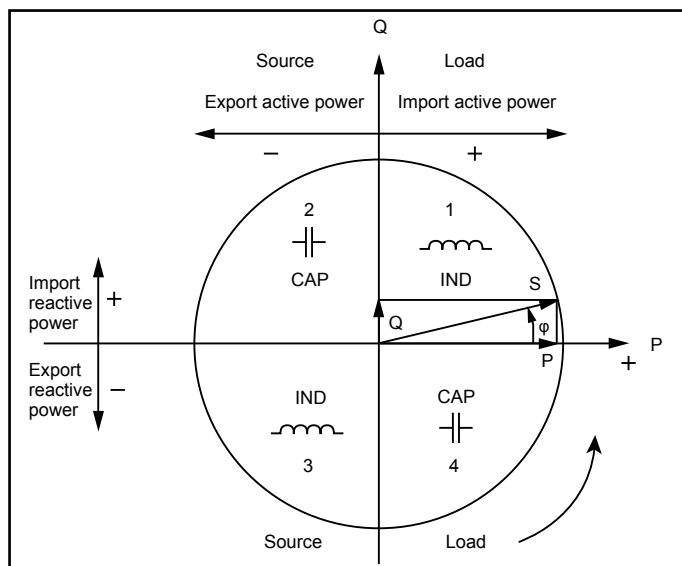 Q
Source
Load
Export active power
Import active power
−
+
2
1
CAP
IND
S
Import
reactive
power
+
Q
φ
P
P
+
Export
reactive
power
−
IND
CAP
3
4
Source
Load